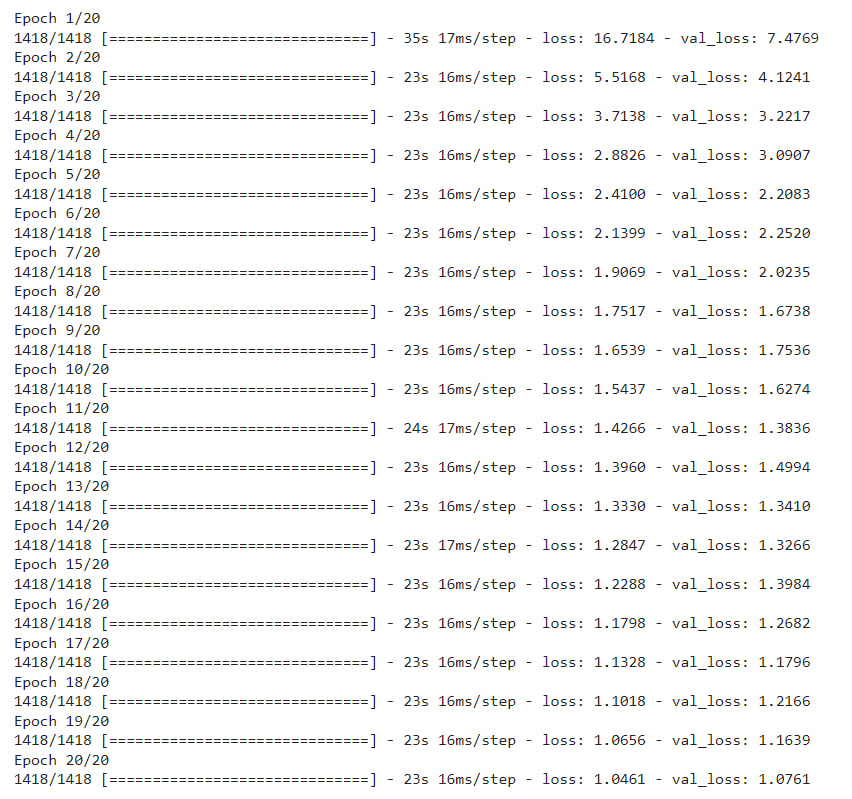 Epoch 1/20
1418/1418 [==============================] - 35s 17ms/step - loss: 16.7184 - val_loss: 7.4769
Epoch 2/20
1418/1418 [==============================] - 23s 16ms/step - loss: 5.5168 - val_loss: 4.1241
Epoch 3/20
1418/1418 [==============================] - 23s 16ms/step - loss: 3.7138 - val_loss: 3.2217
Epoch 4/20
1418/1418 [==============================] - 23s 16ms/step - loss: 2.8826 - val_loss: 3.0907
Epoch 5/20
1418/1418 [==============================] - 23s 16ms/step - loss: 2.4100 - val_loss: 2.2083
Epoch 6/20
1418/1418 [==============================] - 23s 16ms/step - loss: 2.1399 - val_loss: 2.2520
Epoch 7/20
1418/1418 [==============================] - 23s 16ms/step - loss: 1.9069 - val_loss: 2.0235
Epoch 8/20
1418/1418 [==============================] - 23s 16ms/step - loss: 1.7517 - val_loss: 1.6738
Epoch 9/20
1418/1418 [==============================] - 23s 16ms/step - loss: 1.6539 - val_loss: 1.7536
Epoch 10/20
1418/1418 [==============================] - 23s 16ms/step - loss: 1.5437 - val_loss: 1.6274
Epoch 11/20
1418/1418 [==============================] - 24s 17ms/step - loss: 1.4266 - val_loss: 1.3836
Epoch 12/20
1418/1418 [==============================] - 23s 16ms/step - loss: 1.3960 - val_loss: 1.4994
Epoch 13/20
1418/1418 [==============================] - 23s 16ms/step - loss: 1.3330 - val_loss: 1.3410
Epoch 14/20
1418/1418 [==============================] - 23s 17ms/step - loss: 1.2847 - val_loss: 1.3266
Epoch 15/20
1418/1418 [==============================] - 23s 16ms/step - loss: 1.2288 - val_loss: 1.3984
Epoch 16/20
1418/1418 [==============================] - 23s 16ms/step - loss: 1.1798 - val_loss: 1.2682
Epoch 17/20
1418/1418 [==============================] - 23s 16ms/step - loss: 1.1328 - val_loss: 1.1796
Epoch 18/20
1418/1418 [==============================] - 23s 16ms/step - loss: 1.1018 - val_loss: 1.2166
Epoch 19/20
1418/1418 [==============================] - 23s 16ms/step - loss: 1.0656 - val_loss: 1.1639
Epoch 20/20
1418/1418 [==============================] - 23s 16ms/step - loss: 1.0461 - val_loss: 1.0761